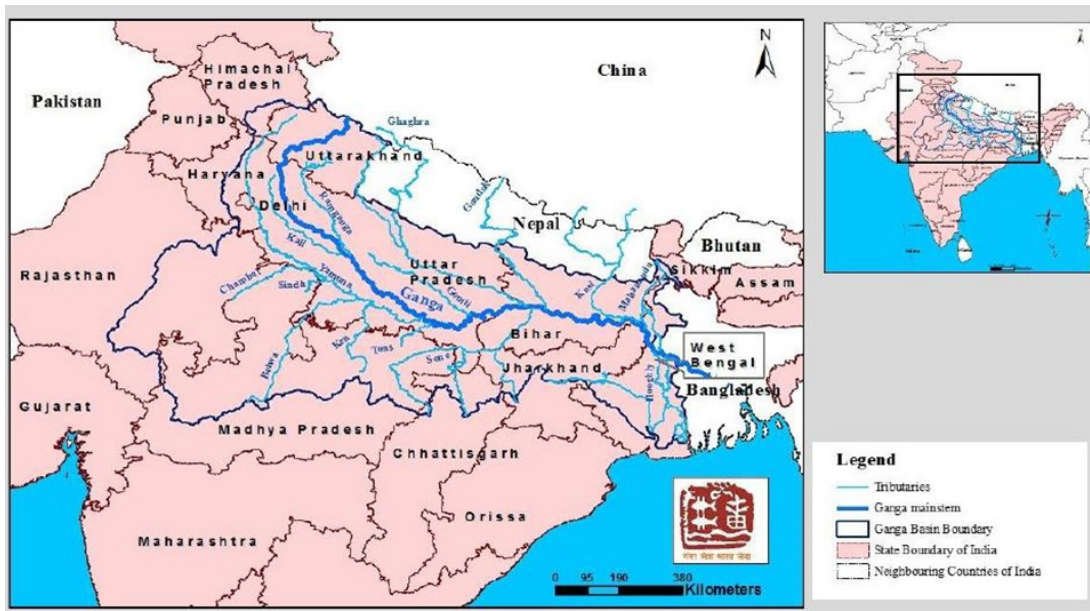 N
Himachal
Pradesh
China
Pakistan
Punjab
Ghaghra
Uttarakhand
Haryana
Delhi
Ramganga
Gandak
Nepal
Bhutan
Kali
Uttar
Pradesh
Sikkim
Rajasthan
Assam
Chambal
Sindh
Yamuna
Ganga
Gomti
Kosi
Mahananda
Bihar
West
Bengal
Ken
Tons
Sone
Betwa
Jharkhand
Hooghly
Bangladesh
Gujarat
Madhya Pradesh
Chhattisgarh
Orissa
Maharashtra
0 95 190 380
Kilometers
Legend
Tributaries
Ganga mainstem
Ganga Basin Boundary
State Boundary of India
Neighbouring Countries of India